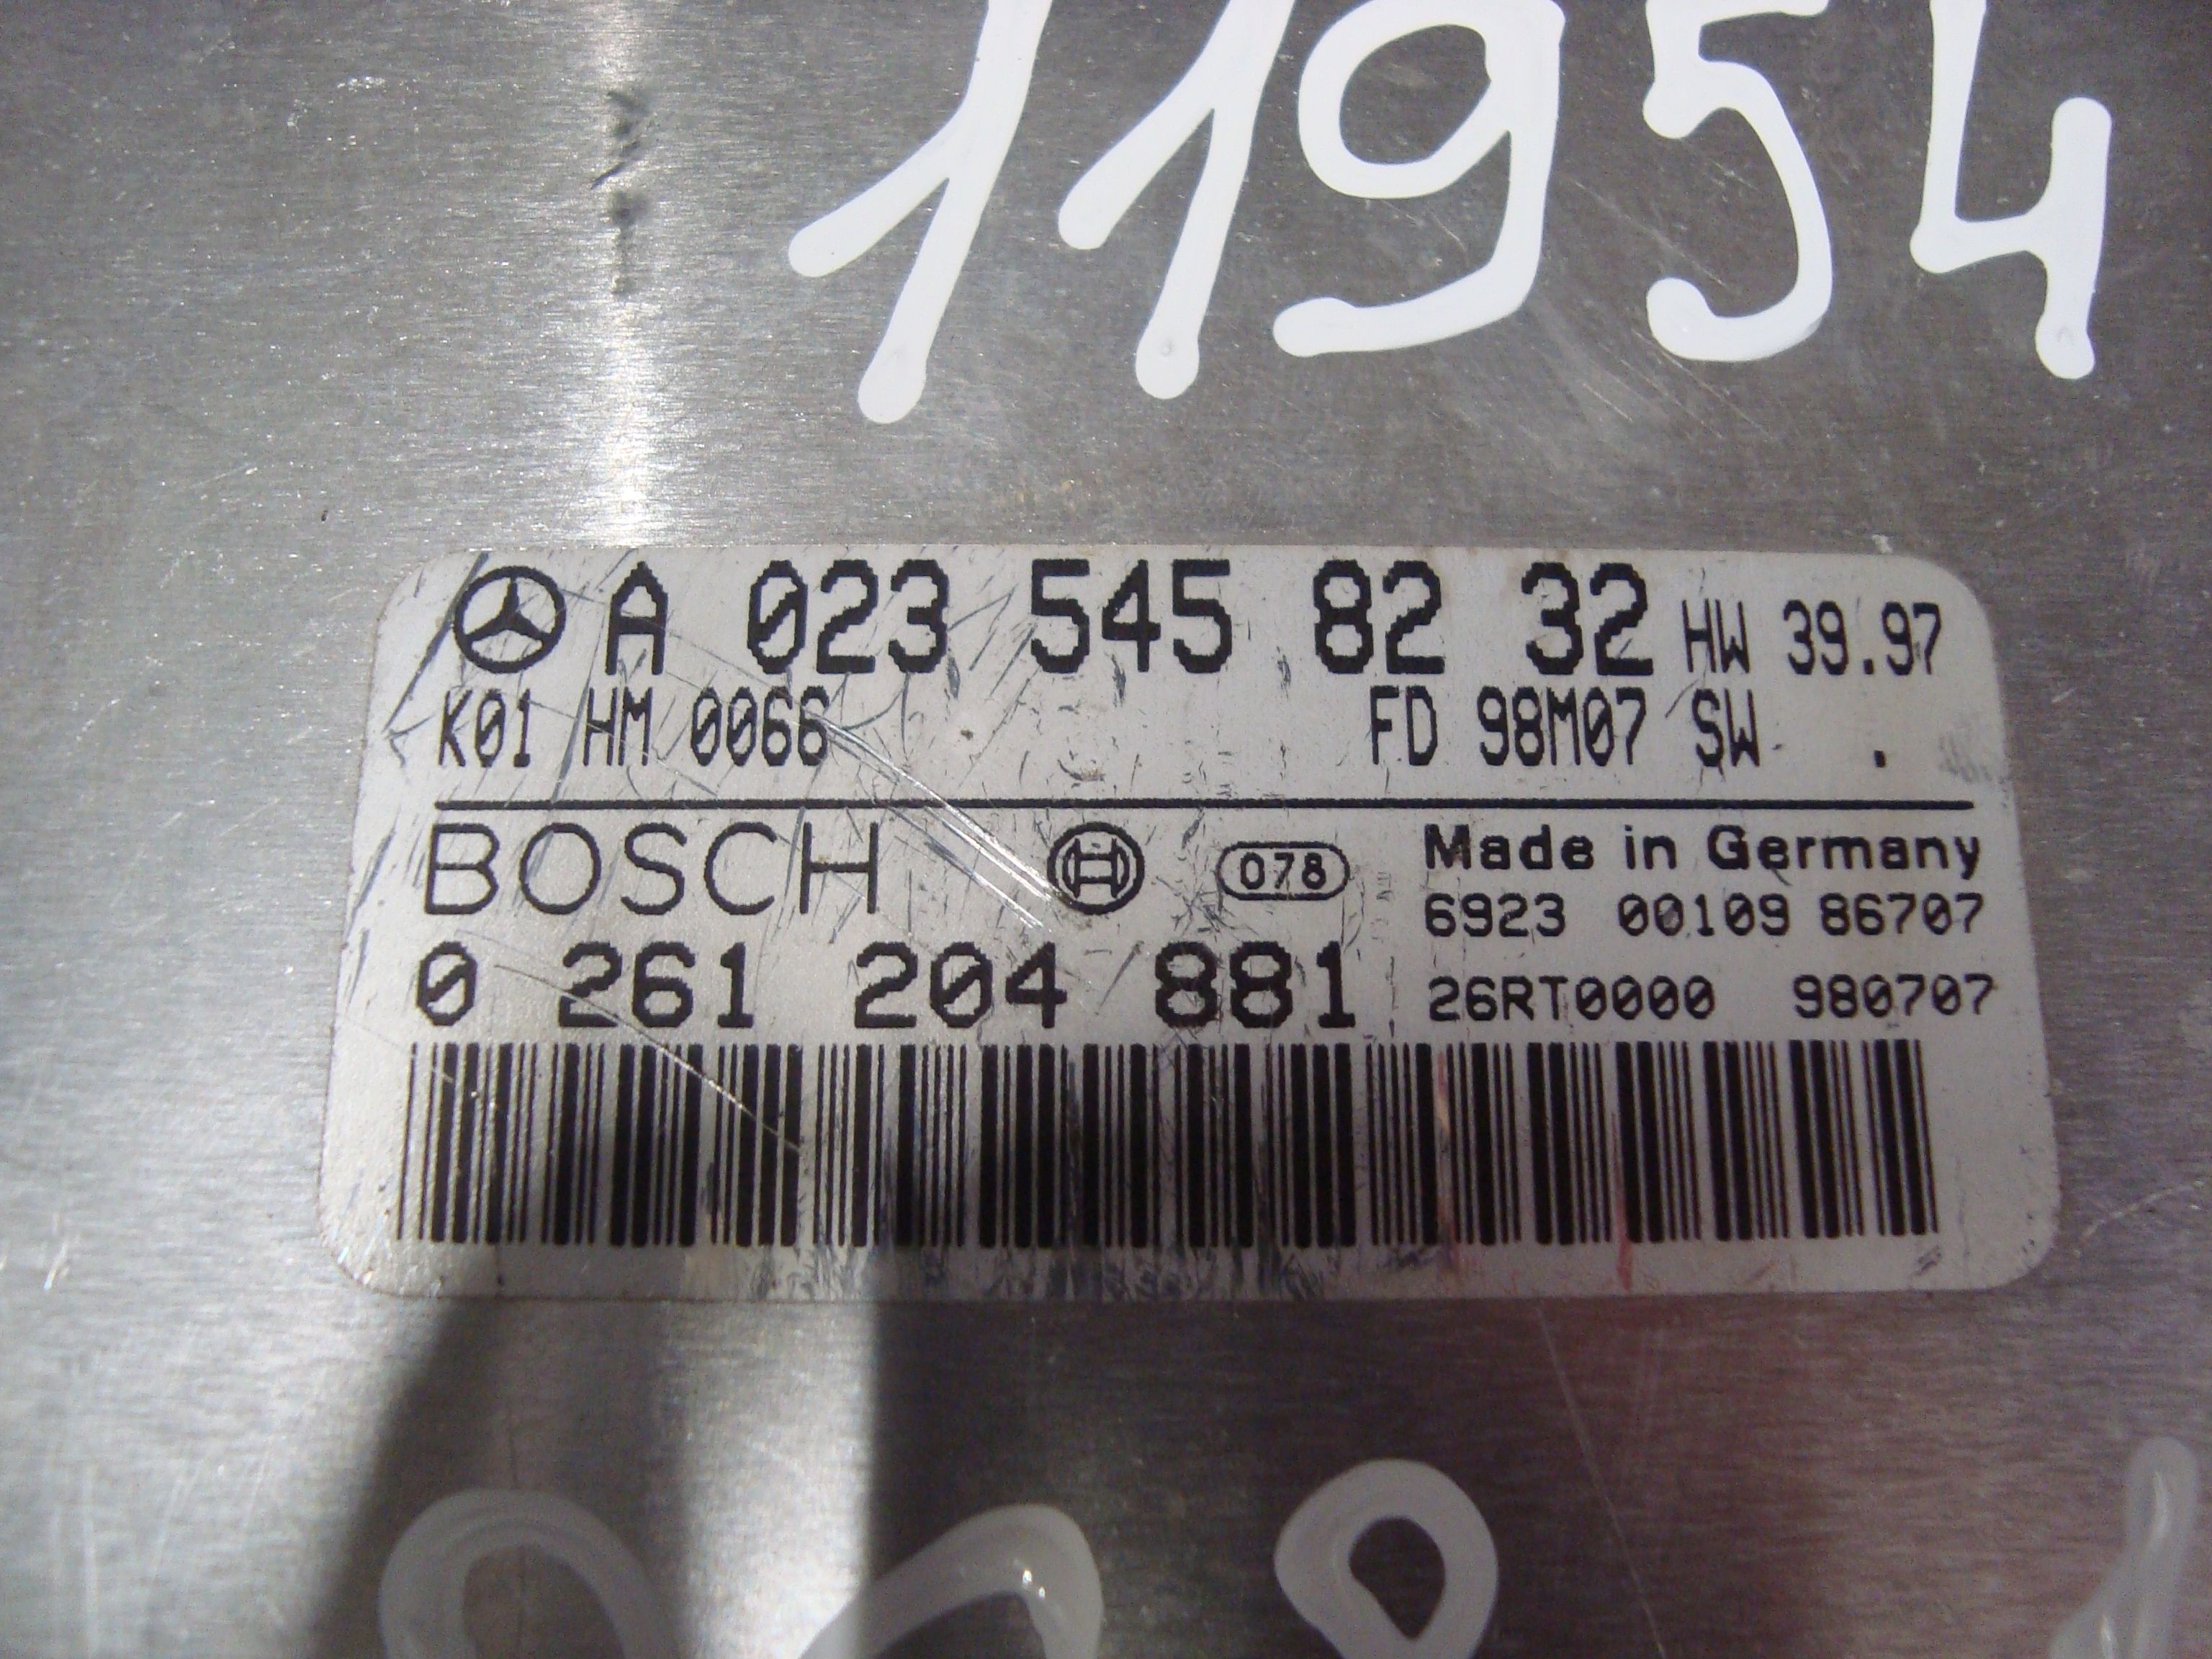 11954
A 023 545 82 32 HW 39.97
K01 HM 0066 FD 98M07 SW .
BOSCH 078 Made in Germany
6923 00109 86707
0 261 204 881 26RT0000 980707